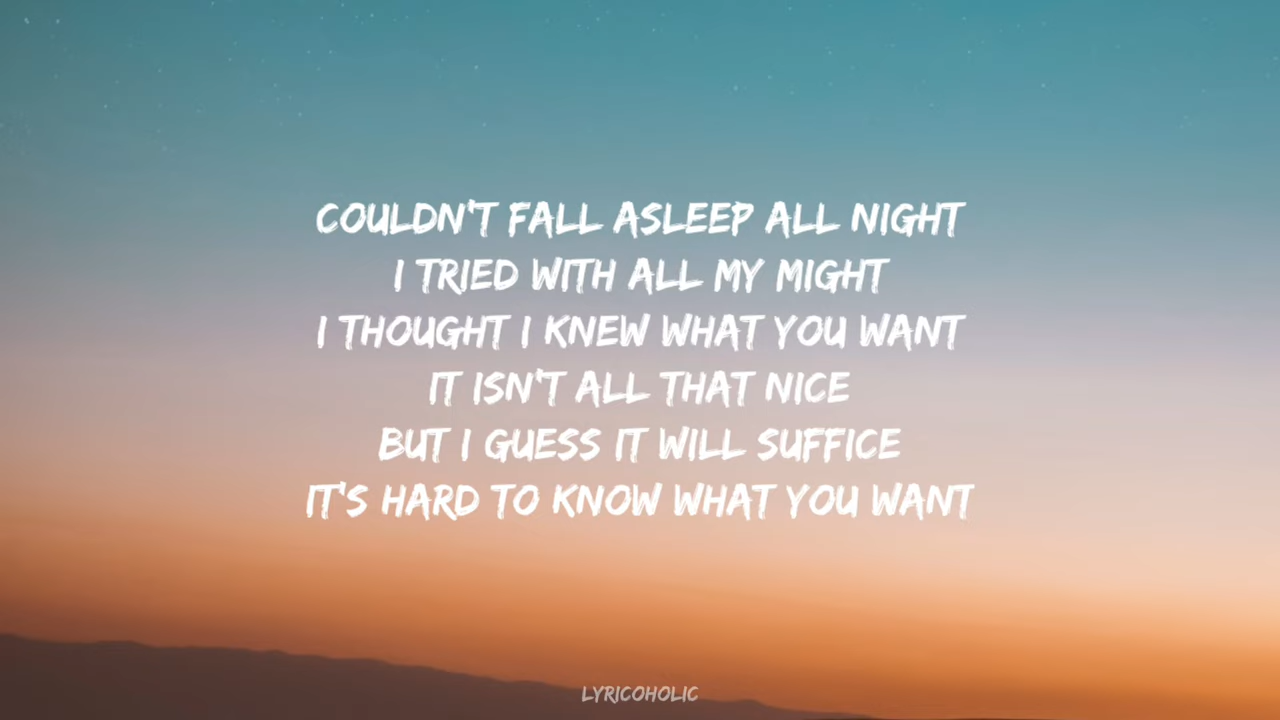 COULDN'T FALL ASLEEP ALL NIGHT
I TRIED WITH ALL MY MIGHT
I THOUGHT I KNEW WHAT YOU WANT
IT ISN'T ALL THAT NICE
BUT I GUESS IT WILL SUFFICE
IT'S HARD TO KNOW WHAT YOU WANT
LYRICOHOLIC